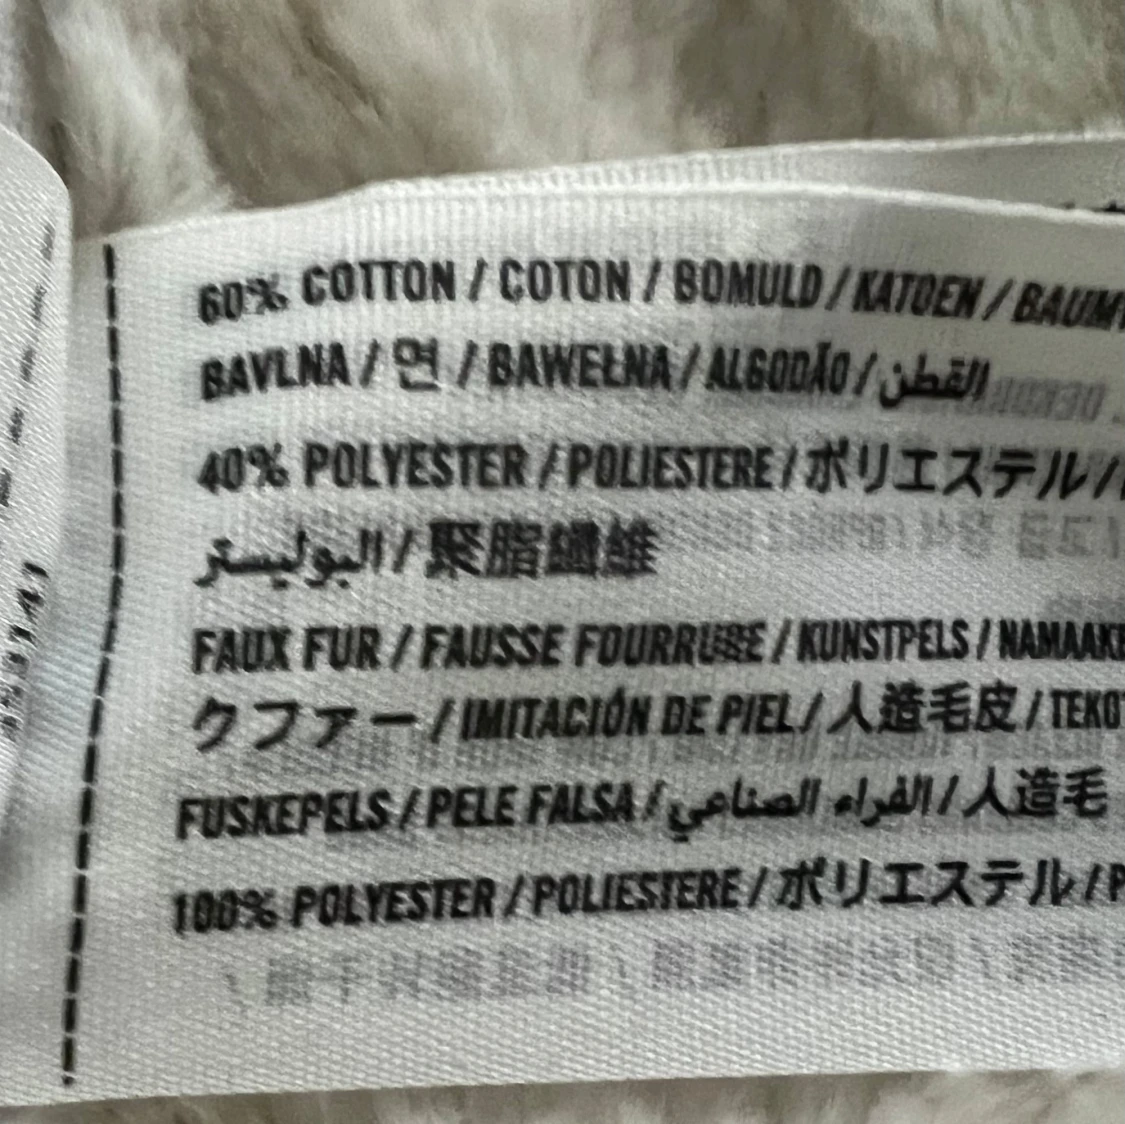 60% COTTON / COTON / BOMULD / KATOEN /
BAVLNA / 면 / BAWEŁNA / ALGODÃO / القطن
40% POLYESTER / POLIESTERE / ポリエステル /
البوليستر / 聚脂纖維
FAUX FUR / FAUSSE FOURRURE / KUNSTPELS /
クファー / IMITACIÓN DE PIEL / 人造毛皮 /
FUSKEPELS / PELE FALSA / الفراء الصناعي / 人造毛
100% POLYESTER / POLIESTERE / ポリエステル /